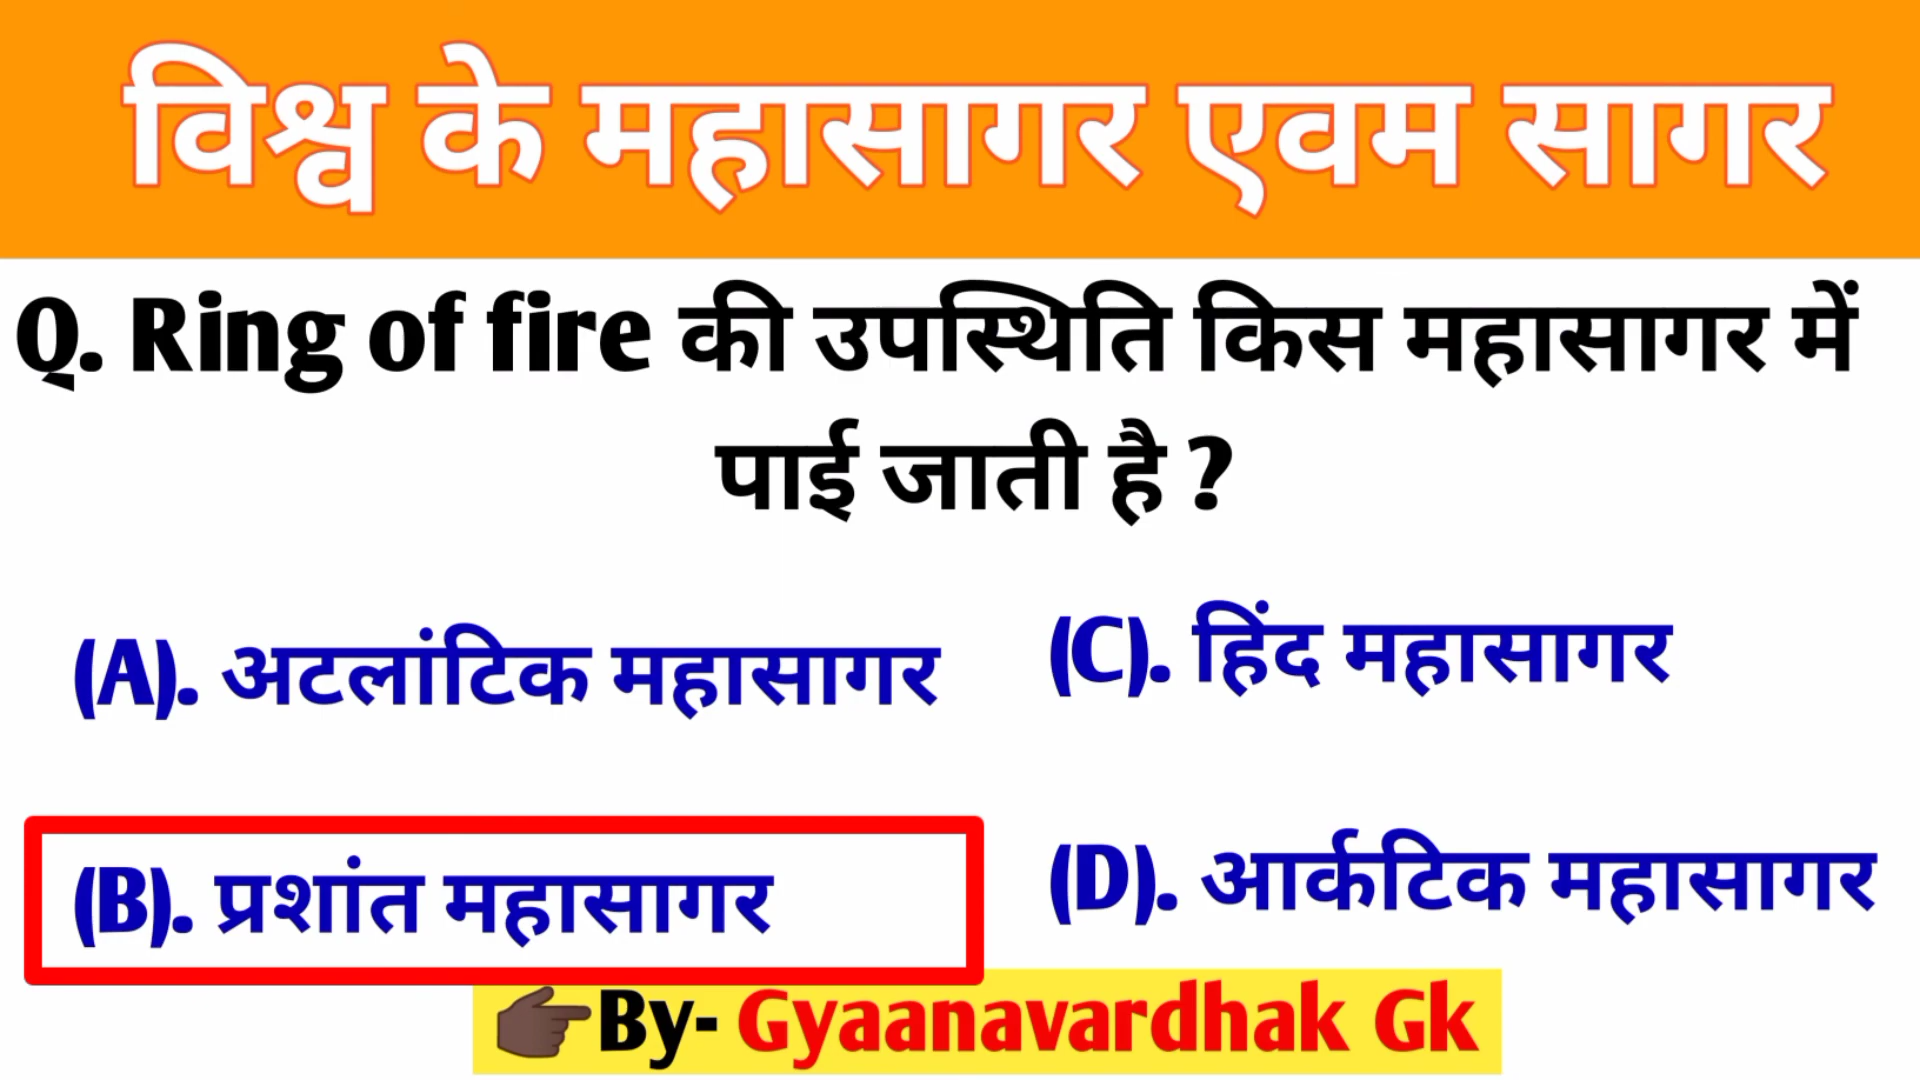 विश्व के महासागर एवम सागर
Q. Ring of fire की उपस्थिति किस महासागर में
पाई जाती है ?
(A). अटलांटिक महासागर
(B). प्रशांत महासागर
(C). हिंद महासागर
(D). आर्कटिक महासागर
By- Gyaanavardhak Gk